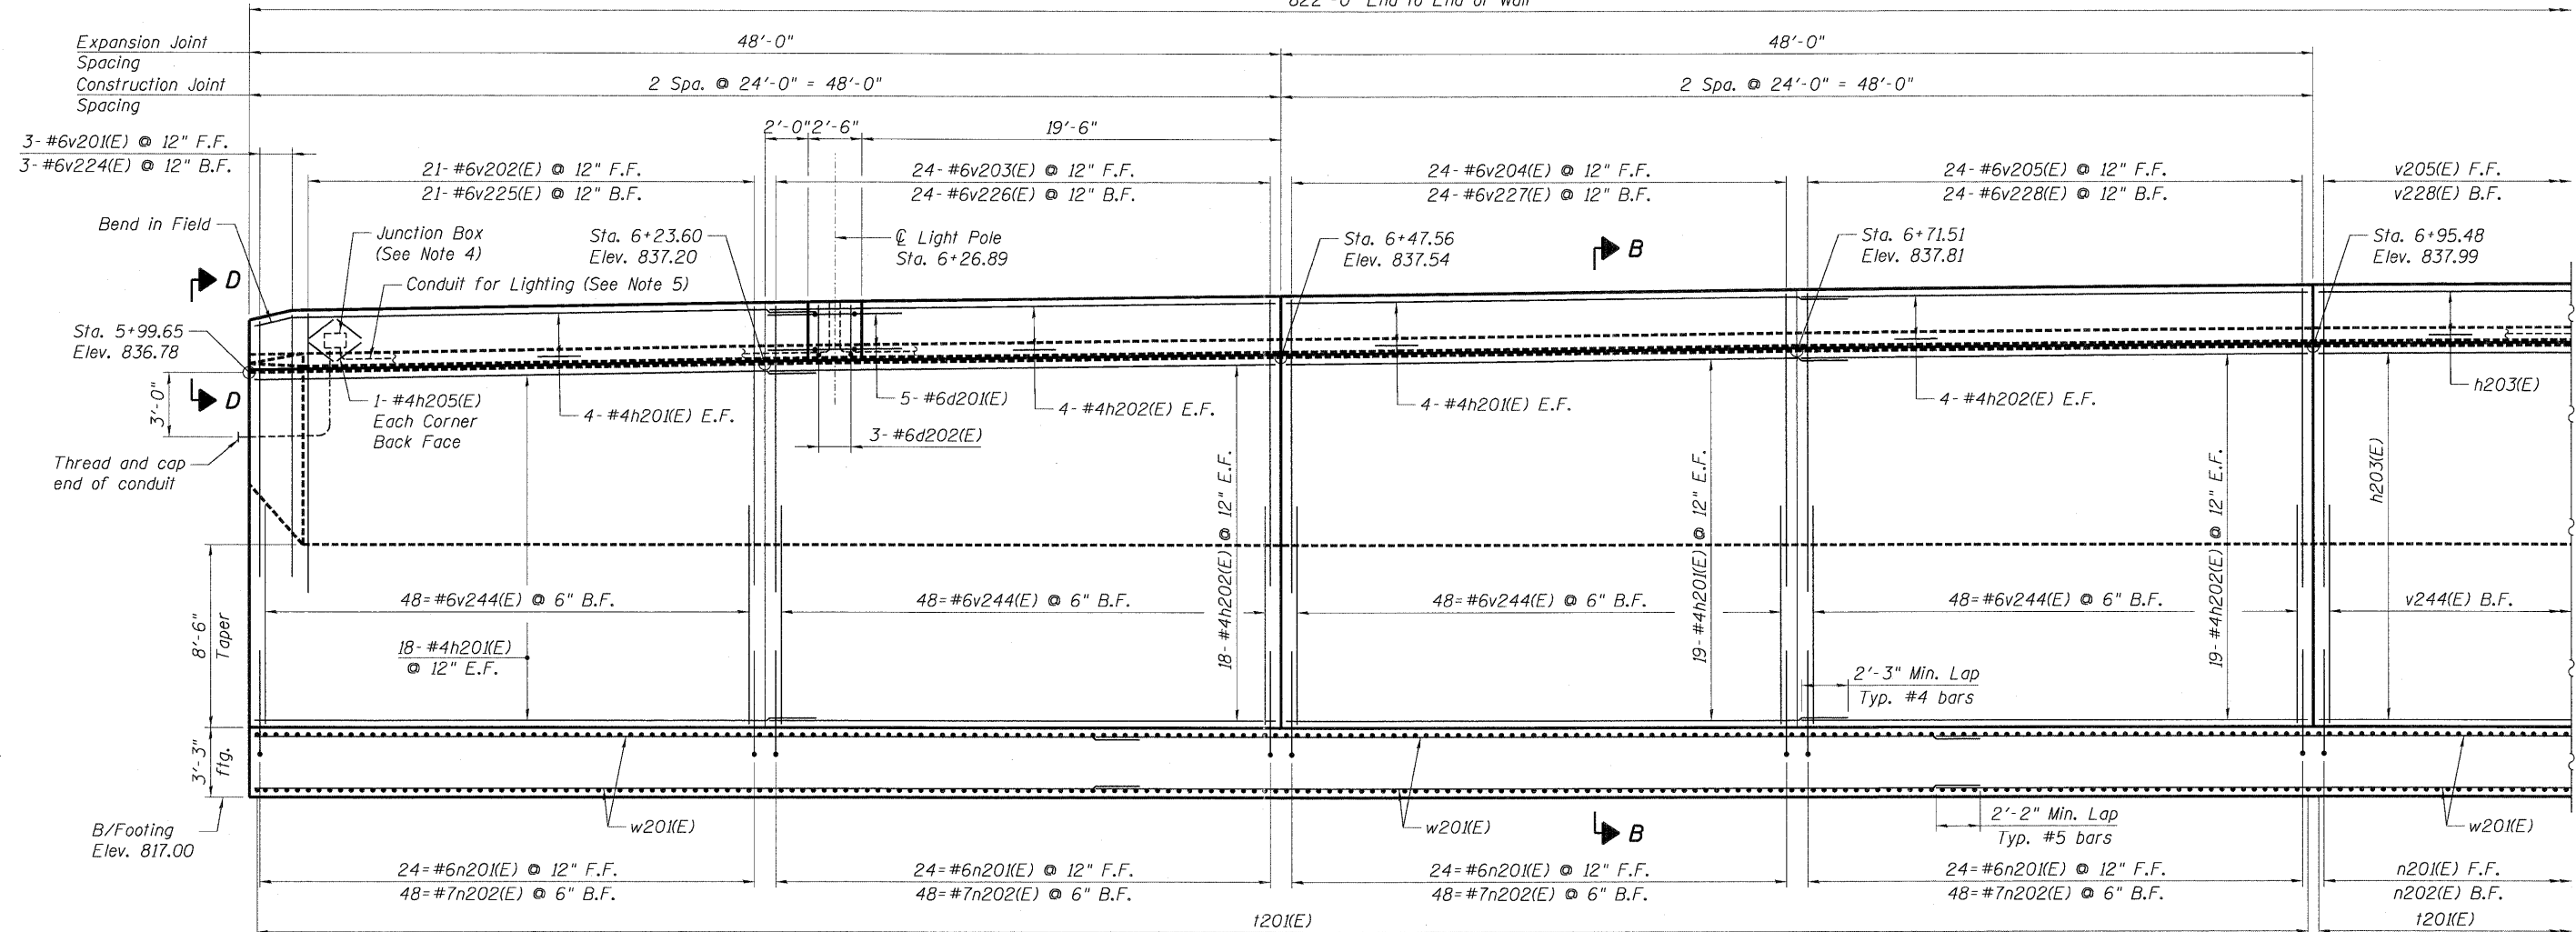 822'-0" End to End of Wall
Expansion Joint
Spacing
48'-0"
48'-0"
Construction Joint
Spacing
2 Spa. @ 24'-0" = 48'-0"
2 Spa. @ 24'-0" = 48'-0"
3- #6v201(E) @ 12" F.F.
3- #6v224(E) @ 12" B.F.
2'-0"
2'-6"
19'-6"
21- #6v202(E) @ 12" F.F.
21- #6v225(E) @ 12" B.F.
24- #6v203(E) @ 12" F.F.
24- #6v226(E) @ 12" B.F.
24- #6v204(E) @ 12" F.F.
24- #6v227(E) @ 12" B.F.
24- #6v205(E) @ 12" F.F.
24- #6v228(E) @ 12" B.F.
v205(E) F.F.
v228(E) B.F.
Bend in Field
Junction Box
(See Note 4)
Conduit for Lighting (See Note 5)
Sta. 6+23.60
Elev. 837.20
℄ Light Pole
Sta. 6+26.89
Sta. 6+47.56
Elev. 837.54
B
Sta. 6+71.51
Elev. 837.81
Sta. 6+95.48
Elev. 837.99
D
Sta. 5+99.65
Elev. 836.78
D
3'-0"
1- #4h205(E)
Each Corner
Back Face
4- #4h201(E) E.F.
5- #6d201(E)
3- #6d202(E)
4- #4h202(E) E.F.
4- #4h201(E) E.F.
4- #4h202(E) E.F.
h203(E)
Thread and cap
end of conduit
18- #4h202(E) @ 12" E.F.
19- #4h201(E) @ 12" E.F.
19- #4h202(E) @ 12" E.F.
h203(E)
8'-6"
Taper
48= #6v244(E) @ 6" B.F.
48= #6v244(E) @ 6" B.F.
48= #6v244(E) @ 6" B.F.
48= #6v244(E) @ 6" B.F.
v244(E) B.F.
18- #4h201(E)
@ 12" E.F.
2'-3" Min. Lap
Typ. #4 bars
3'-3"
ftg.
B/Footing
Elev. 817.00
w201(E)
w201(E)
B
2'-2" Min. Lap
Typ. #5 bars
w201(E)
24= #6n201(E) @ 12" F.F.
48= #7n202(E) @ 6" B.F.
24= #6n201(E) @ 12" F.F.
48= #7n202(E) @ 6" B.F.
24= #6n201(E) @ 12" F.F.
48= #7n202(E) @ 6" B.F.
24= #6n201(E) @ 12" F.F.
48= #7n202(E) @ 6" B.F.
n201(E) F.F.
n202(E) B.F.
t201(E)
t201(E)